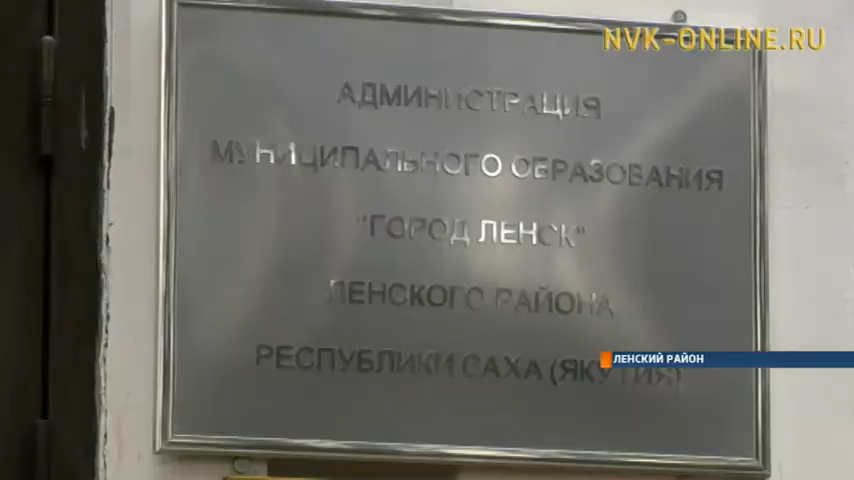 NVK-ONLINE.RU
АДМИНИСТРАЦИЯ
МУНИЦИПАЛЬНОГО ОБРАЗОВАНИЯ
"ГОРОД ЛЕНСК"
ЛЕНСКОГО РАЙОНА
РЕСПУБЛИКИ САХА (ЯКУТИЯ)
ЛЕНСКИЙ РАЙОН